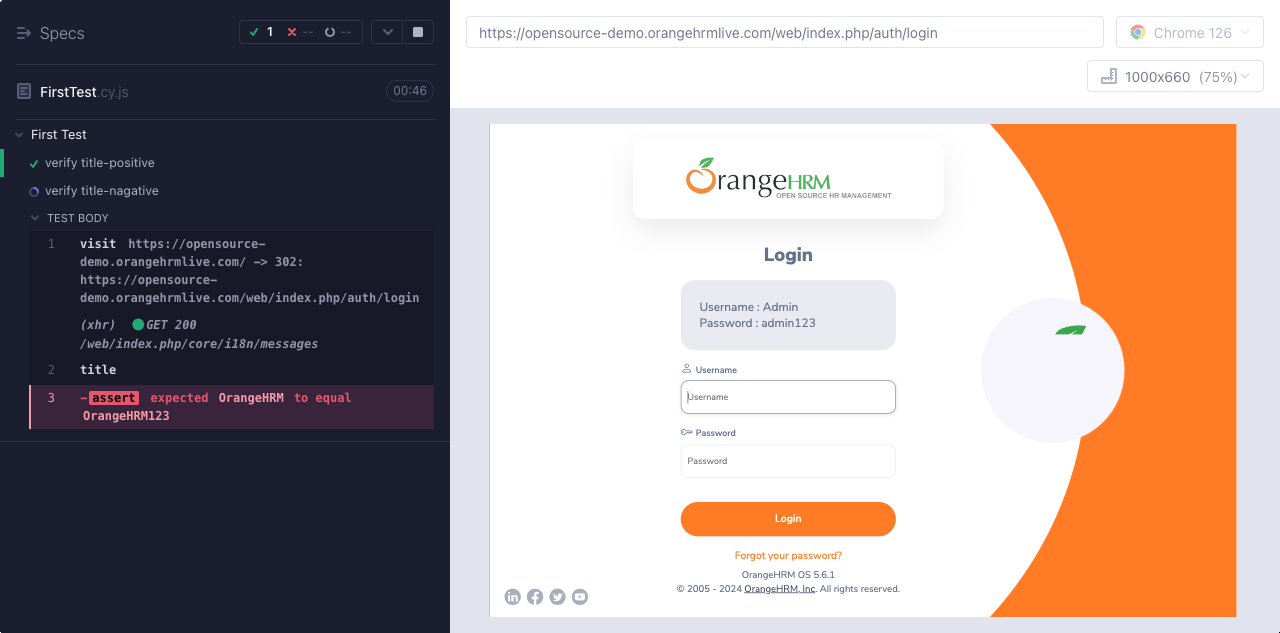 Specs
1 -- --
FirstTest.cy.js
00:46
First Test
verify title-positive
verify title-nagative
TEST BODY
1 visit https://opensource-
demo.orangehrmlive.com/ -> 302:
https://opensource-
demo.orangehrmlive.com/web/index.php/auth/login
(xhr) GET 200
/web/index.php/core/i18n/messages
2 title
3 -assert expected OrangeHRM to equal
OrangeHRM123
https://opensource-demo.orangehrmlive.com/web/index.php/auth/login
Chrome 126
1000x660 (75%)
OrangeHRM
OPEN SOURCE HR MANAGEMENT
Login
Username : Admin
Password : admin123
Username
Username
Password
Password
Login
Forgot your password?
OrangeHRM OS 5.6.1
© 2005 - 2024 OrangeHRM, Inc. All rights reserved.